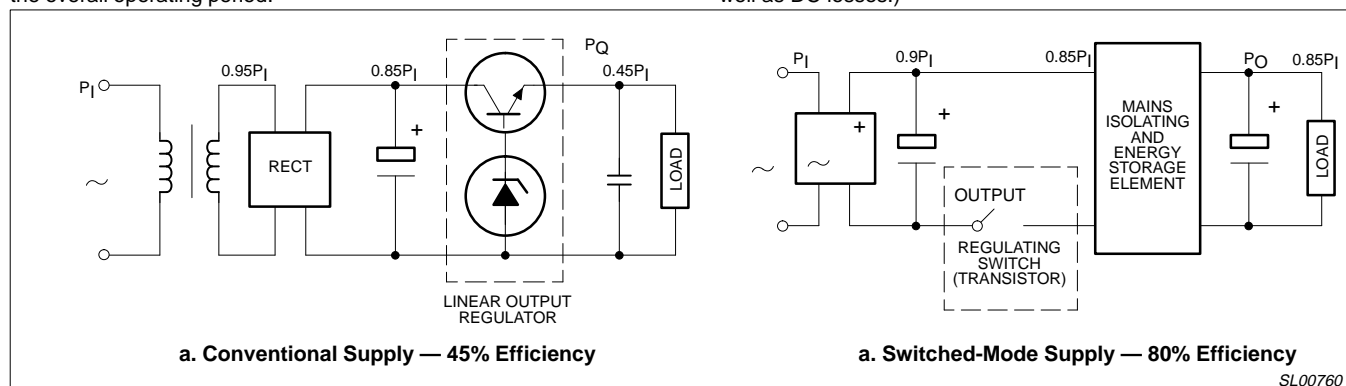 the overall operating period.
well as DC losses.)
PI
0.95PI
RECT
0.85PI
+
PQ
0.45PI
LOAD
LINEAR OUTPUT
REGULATOR
a. Conventional Supply — 45% Efficiency
PI
0.9PI
+
+
OUTPUT
REGULATING
SWITCH
(TRANSISTOR)
0.85PI
MAINS
ISOLATING
AND
ENERGY
STORAGE
ELEMENT
PO
0.85PI
+
LOAD
a. Switched-Mode Supply — 80% Efficiency
SL00760